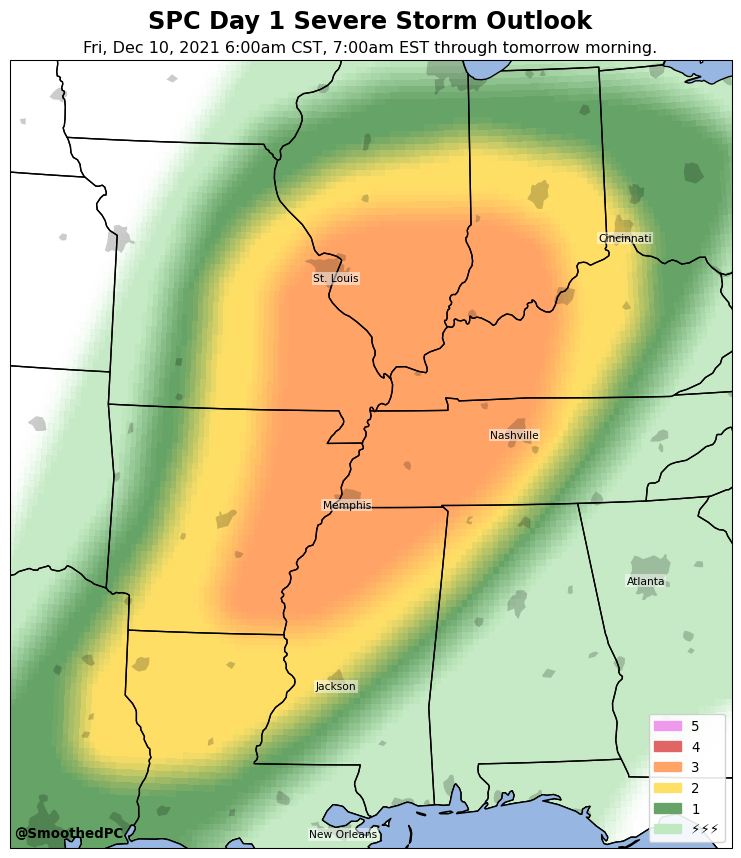 SPC Day 1 Severe Storm Outlook
Fri, Dec 10, 2021 6:00am CST, 7:00am EST through tomorrow morning.
Cincinnati
St. Louis
Nashville
Memphis
Atlanta
Jackson
5
4
3
2
1
⚡⚡⚡
@SmoothedPC
New Orleans